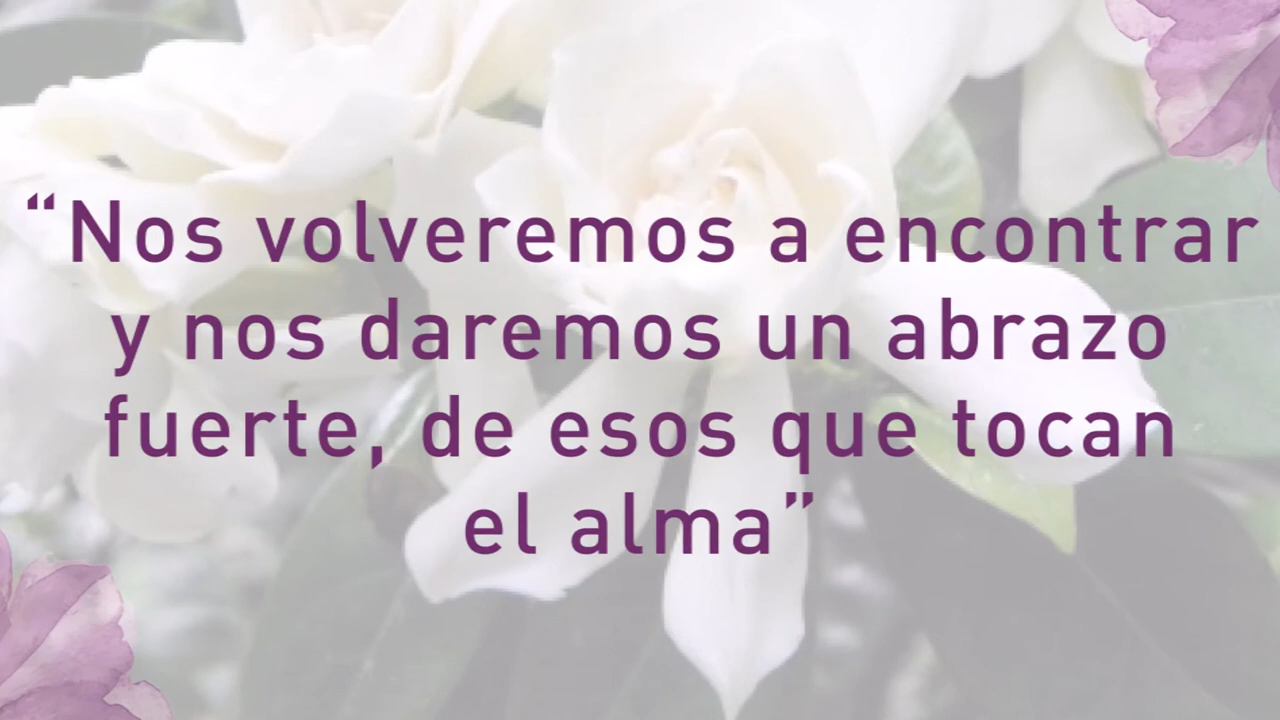 “Nos volveremos a encontrar
y nos daremos un abrazo
fuerte, de esos que tocan
el alma”